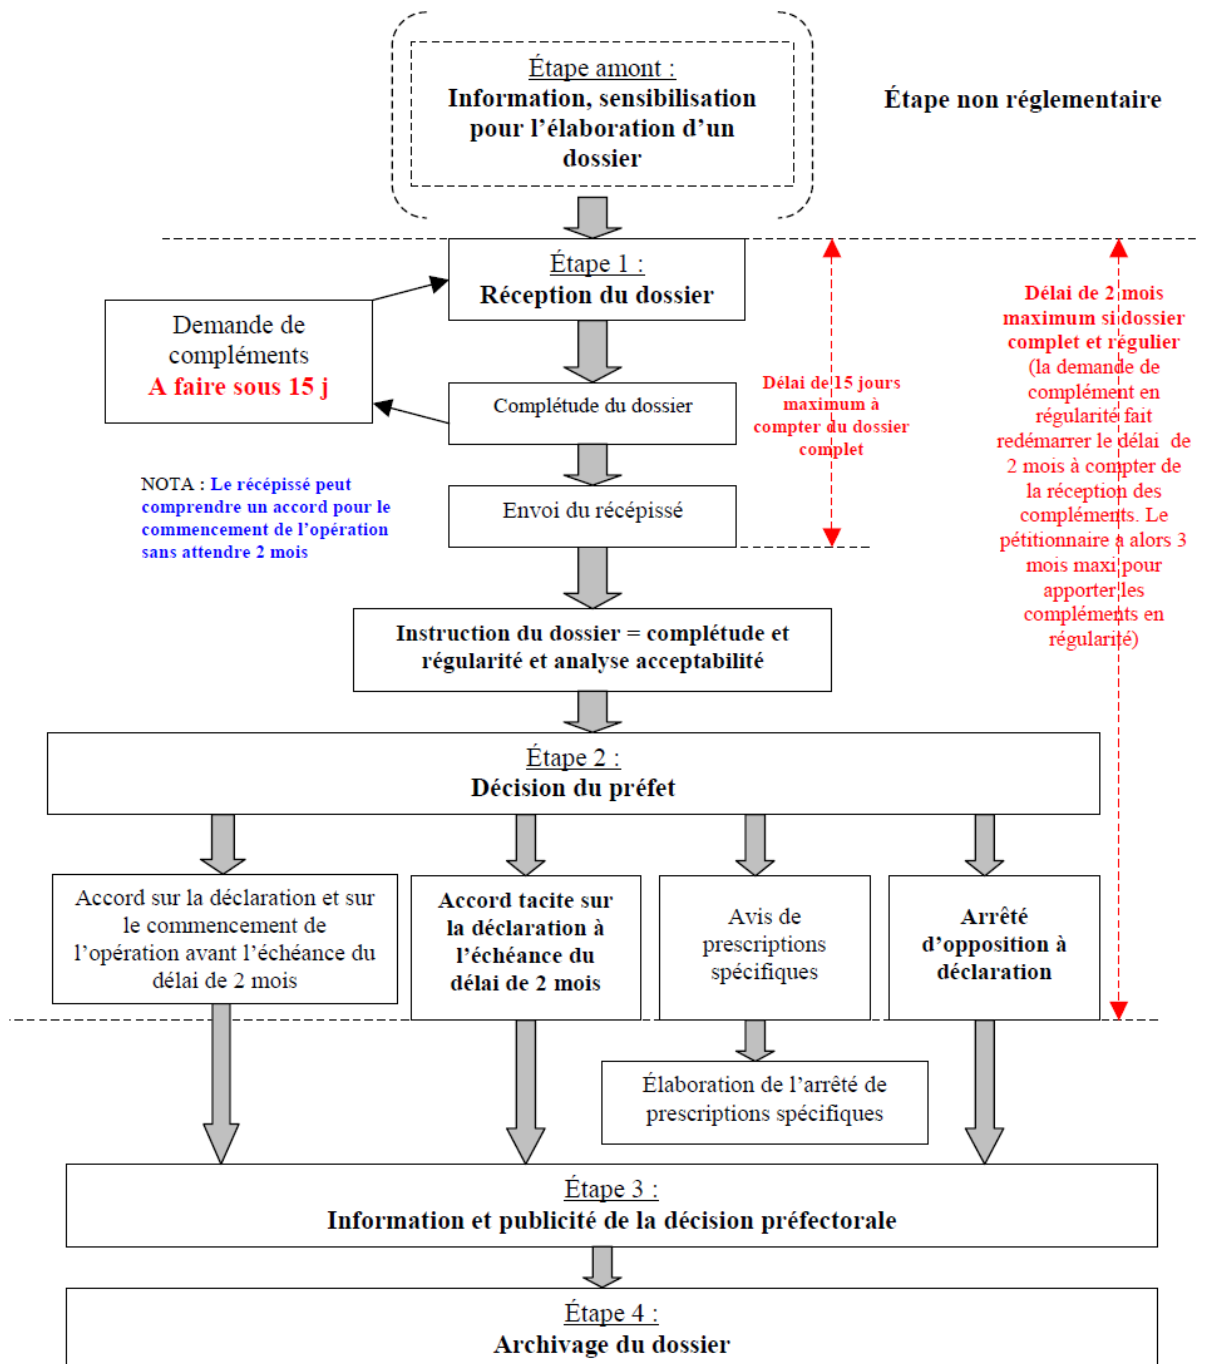 Étape amont :
Information, sensibilisation
pour l'élaboration d'un
dossier
Étape non réglementaire
Étape 1 :
Réception du dossier
Demande de
compléments
A faire sous 15 j
Complétude du dossier
Délai de 15 jours
maximum à
compter du dossier
complet
Délai de 2 mois
maximum si dossier
complet et régulier
(la demande de
complément en
régularité fait
redémarrer le délai de
2 mois à compter de
la réception des
compléments. Le
pétitionnaire a alors 3
mois maxi pour
apporter les
compléments en
régularité)
NOTA : Le récépissé peut
comprendre un accord pour le
commencement de l'opération
sans attendre 2 mois
Envoi du récépissé
Instruction du dossier = complétude et
régularité et analyse acceptabilité
Étape 2 :
Décision du préfet
Accord sur la déclaration et sur
le commencement de
l'opération avant l'échéance du
délai de 2 mois
Accord tacite sur
la déclaration à
l'échéance du
délai de 2 mois
Avis de
prescriptions
spécifiques
Arrêté
d'opposition à
déclaration
Élaboration de l'arrêté de
prescriptions spécifiques
Étape 3 :
Information et publicité de la décision préfectorale
Étape 4 :
Archivage du dossier